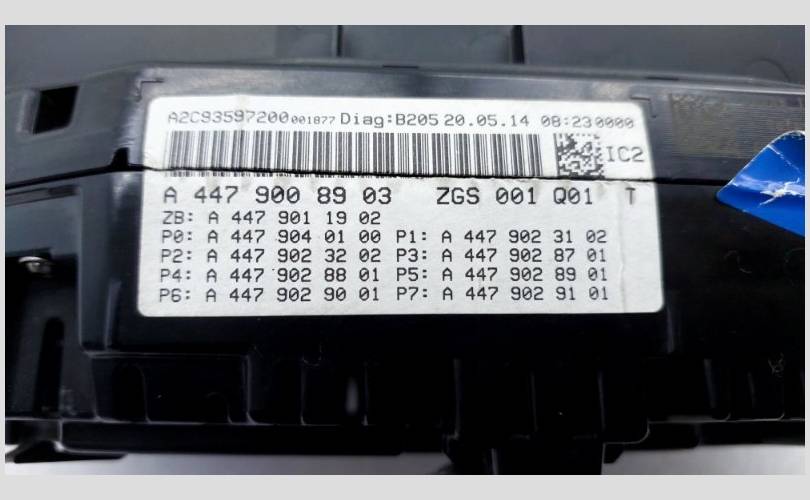 A2C93597200001877 Diag:B205 20.05.14 08:230000
IC2
A 447 900 89 03 ZGS 001 Q01 T
ZB: A 447 901 19 02
P0: A 447 904 01 00 P1: A 447 902 31 02
P2: A 447 902 32 02 P3: A 447 902 87 01
P4: A 447 902 88 01 P5: A 447 902 89 01
P6: A 447 902 90 01 P7: A 447 902 91 01